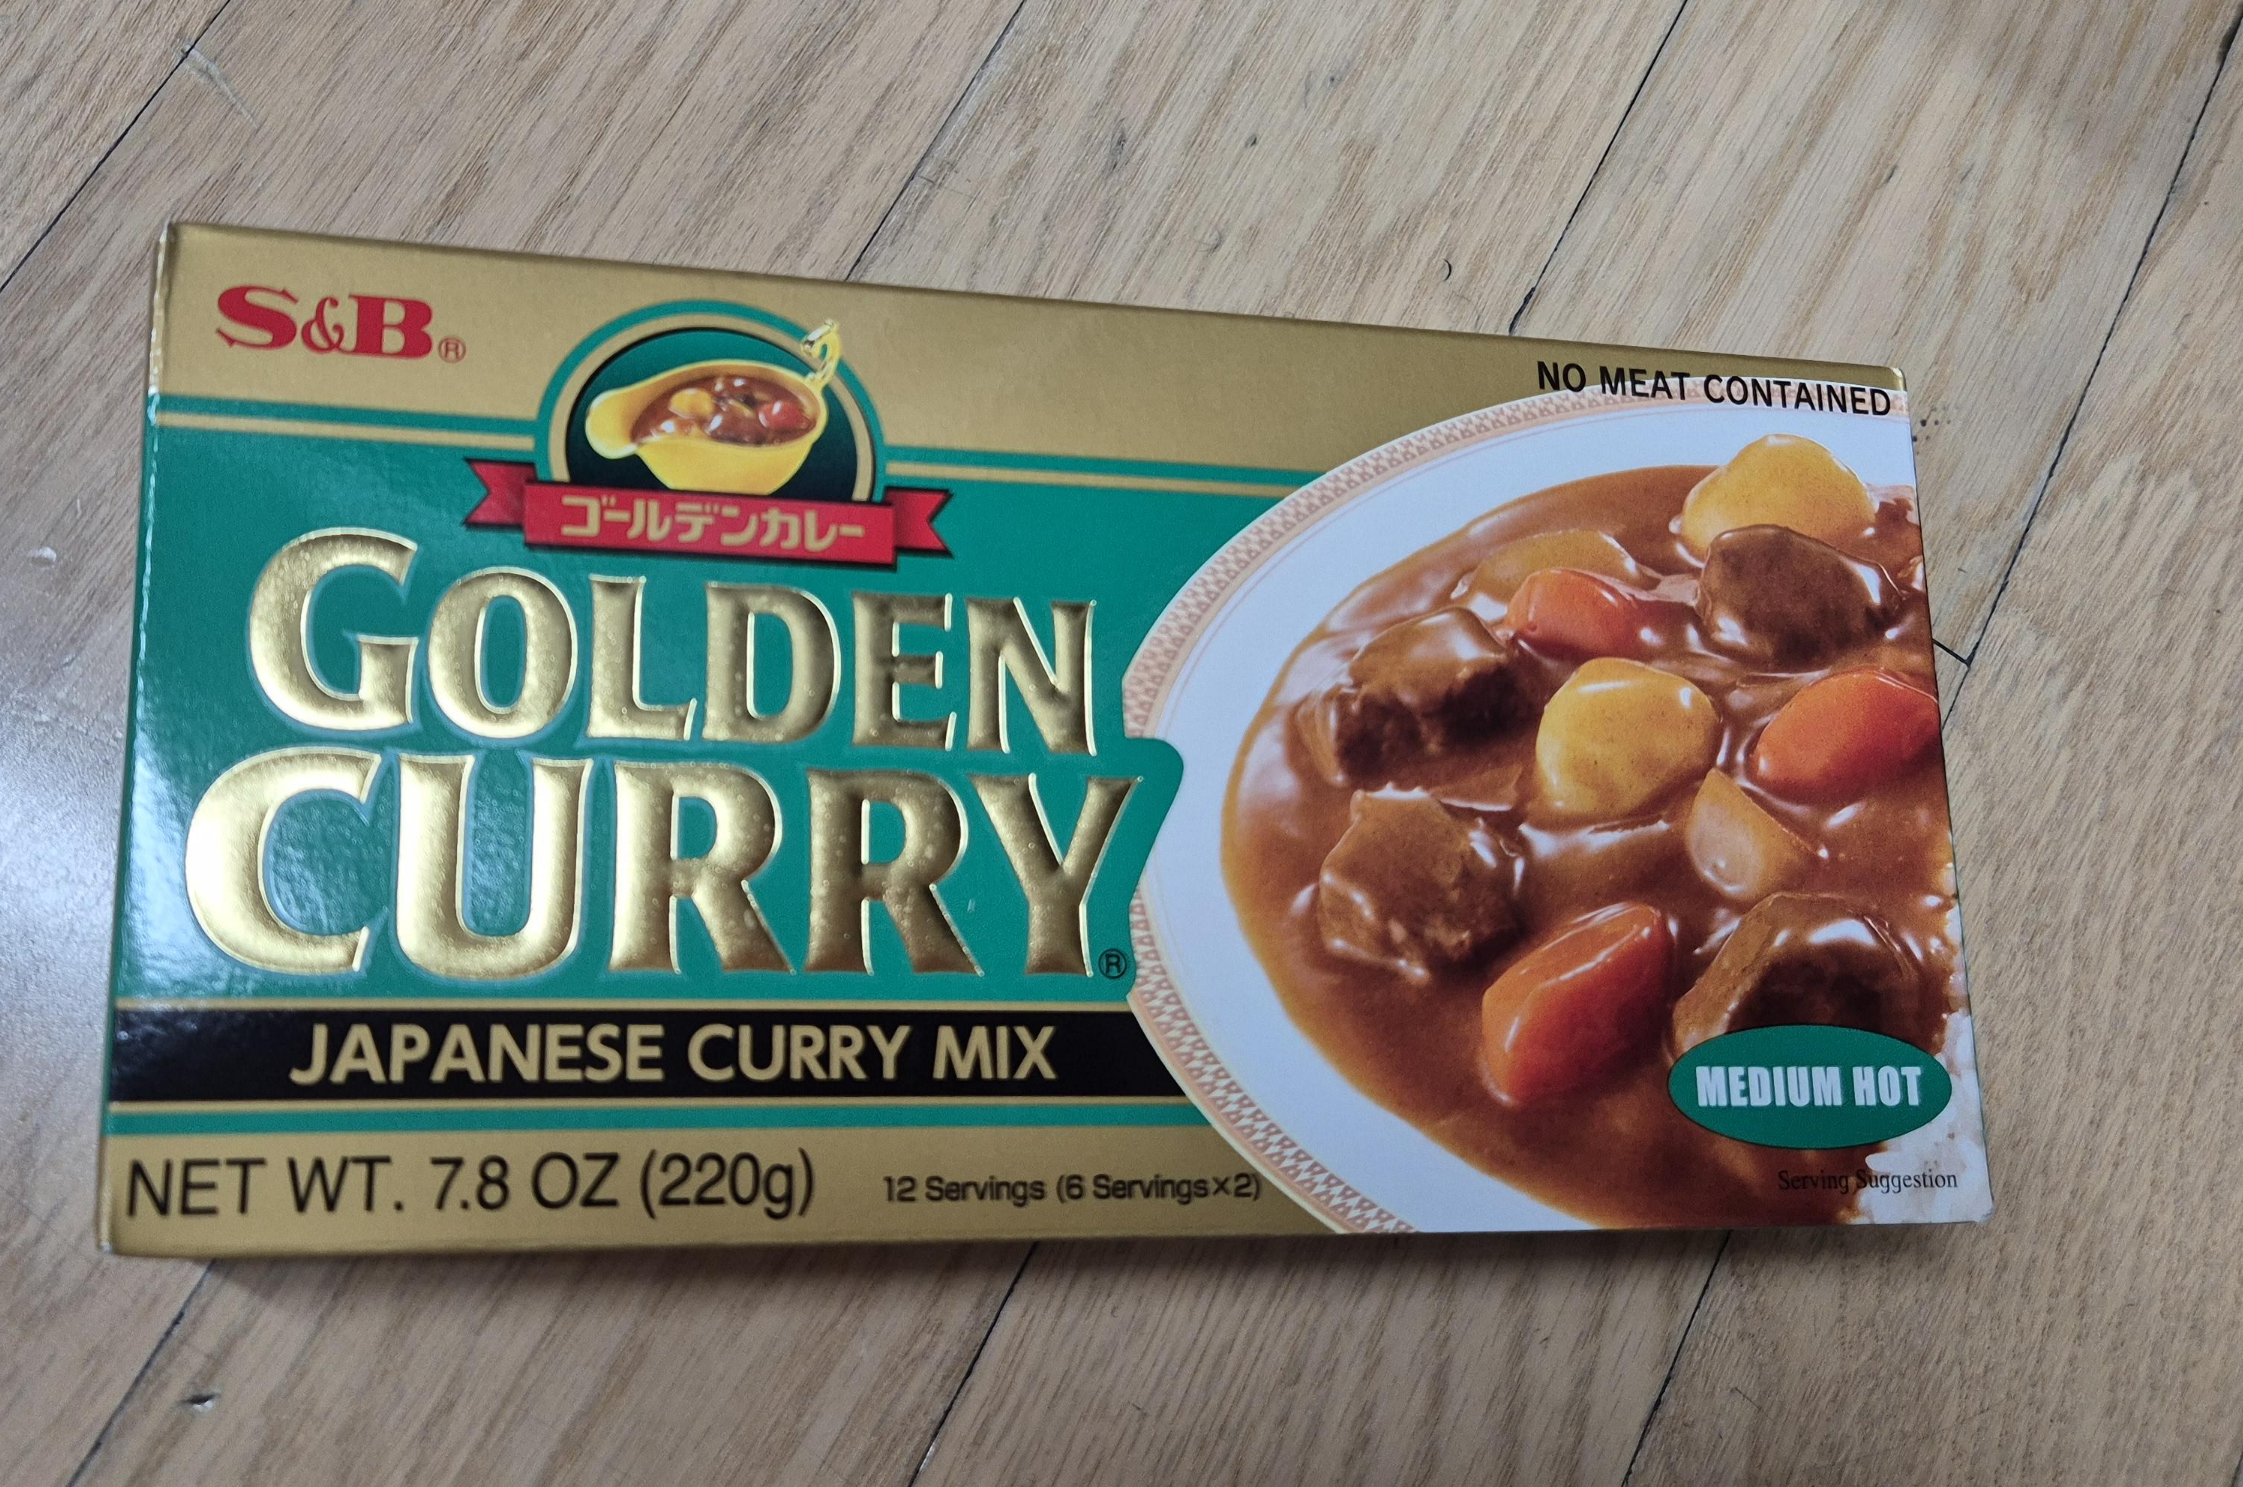 S&B®
NO MEAT CONTAINED
ゴールデンカレー
GOLDEN
CURRY®
JAPANESE CURRY MIX
MEDIUM HOT
NET WT. 7.8 OZ (220g)
12 Servings (6 Servings×2)
Serving Suggestion